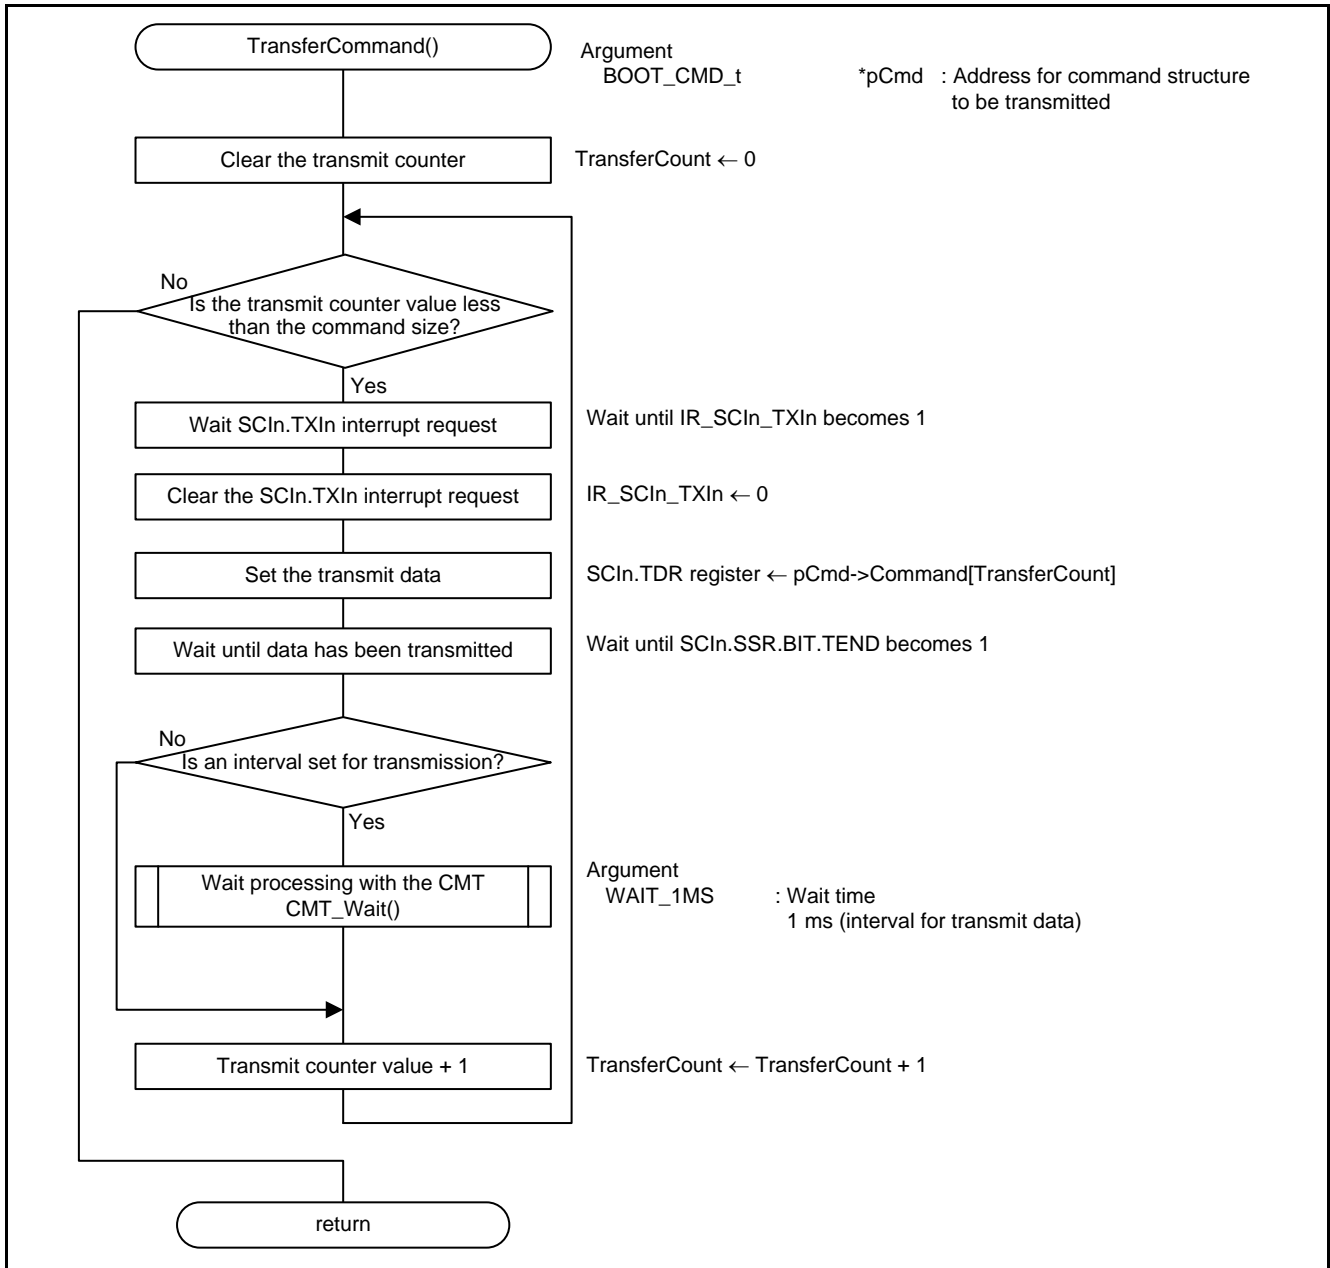 TransferCommand()
Argument
BOOT_CMD_t *pCmd : Address for command structure
to be transmitted
Clear the transmit counter
TransferCount ← 0
No
Is the transmit counter value less
than the command size?
Yes
Wait SCIn.TXIn interrupt request
Wait until IR_SCIn_TXIn becomes 1
Clear the SCIn.TXIn interrupt request
IR_SCIn_TXIn ← 0
Set the transmit data
SCIn.TDR register ← pCmd->Command[TransferCount]
Wait until data has been transmitted
Wait until SCIn.SSR.BIT.TEND becomes 1
No
Is an interval set for transmission?
Yes
Wait processing with the CMT
CMT_Wait()
Argument
WAIT_1MS : Wait time
1 ms (interval for transmit data)
Transmit counter value + 1
TransferCount ← TransferCount + 1
return